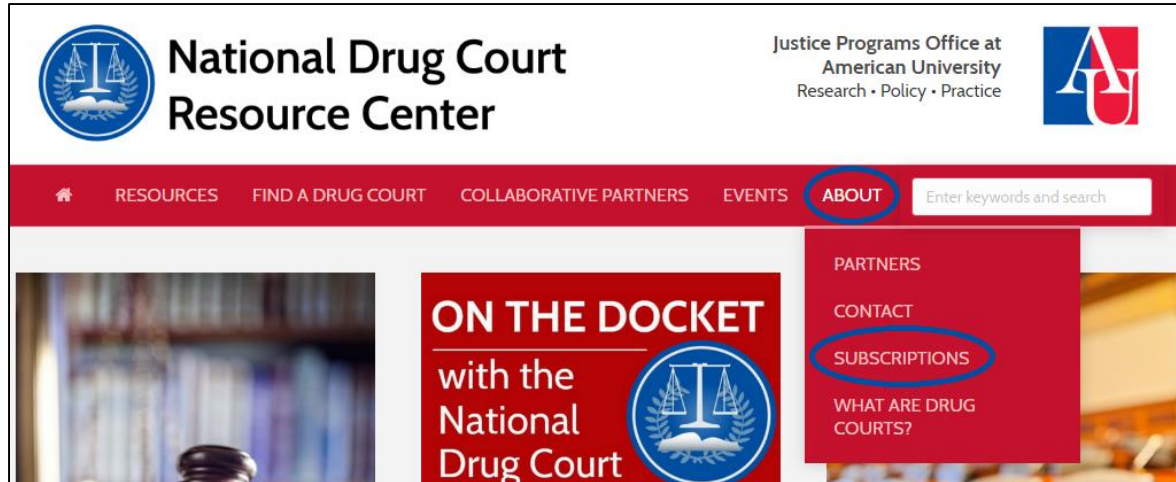 National Drug Court
Resource Center
Justice Programs Office at
American University
Research • Policy • Practice
AU
RESOURCES FIND A DRUG COURT COLLABORATIVE PARTNERS EVENTS ABOUT Enter keywords and search
PARTNERS
CONTACT
SUBSCRIPTIONS
WHAT ARE DRUG
COURTS?
ON THE DOCKET
with the
National
Drug Court